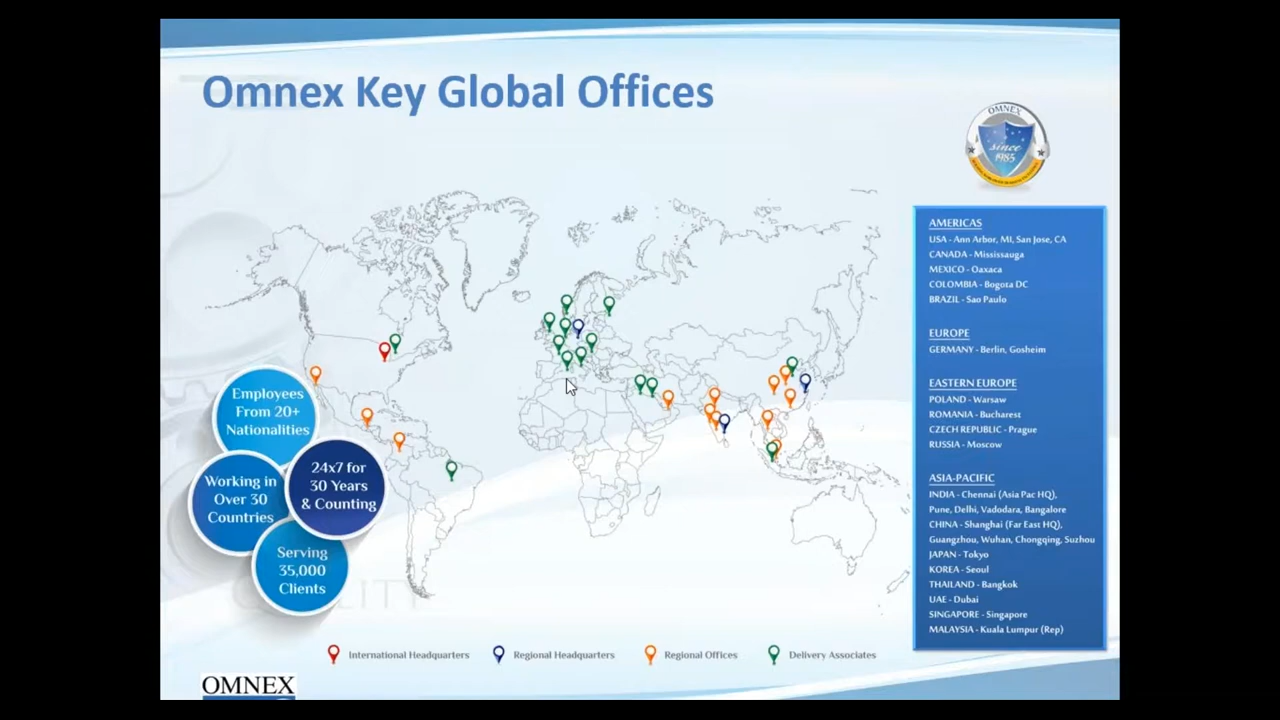 Omnex Key Global Offices
OMNEX
since
1985
AMERICAS
USA - Ann Arbor, MI, San Jose, CA
CANADA - Mississauga
MEXICO - Oaxaca
COLOMBIA - Bogota DC
BRAZIL - Sao Paulo
EUROPE
GERMANY - Berlin, Gosheim
EASTERN EUROPE
POLAND - Warsaw
ROMANIA - Bucharest
CZECH REPUBLIC - Prague
RUSSIA - Moscow
ASIA-PACIFIC
INDIA - Chennai (Asia Pac HQ),
Pune, Delhi, Vadodara, Bangalore
CHINA - Shanghai (Far East HQ),
Guangzhou, Wuhan, Chongqing, Suzhou
JAPAN - Tokyo
KOREA - Seoul
THAILAND - Bangkok
UAE - Dubai
SINGAPORE - Singapore
MALAYSIA - Kuala Lumpur (Rep)
Employees
From 20+
Nationalities
24x7 for
30 Years
& Counting
Working in
Over 30
Countries
Serving
35,000
Clients
International Headquarters
Regional Headquarters
Regional Offices
Delivery Associates
OMNEX